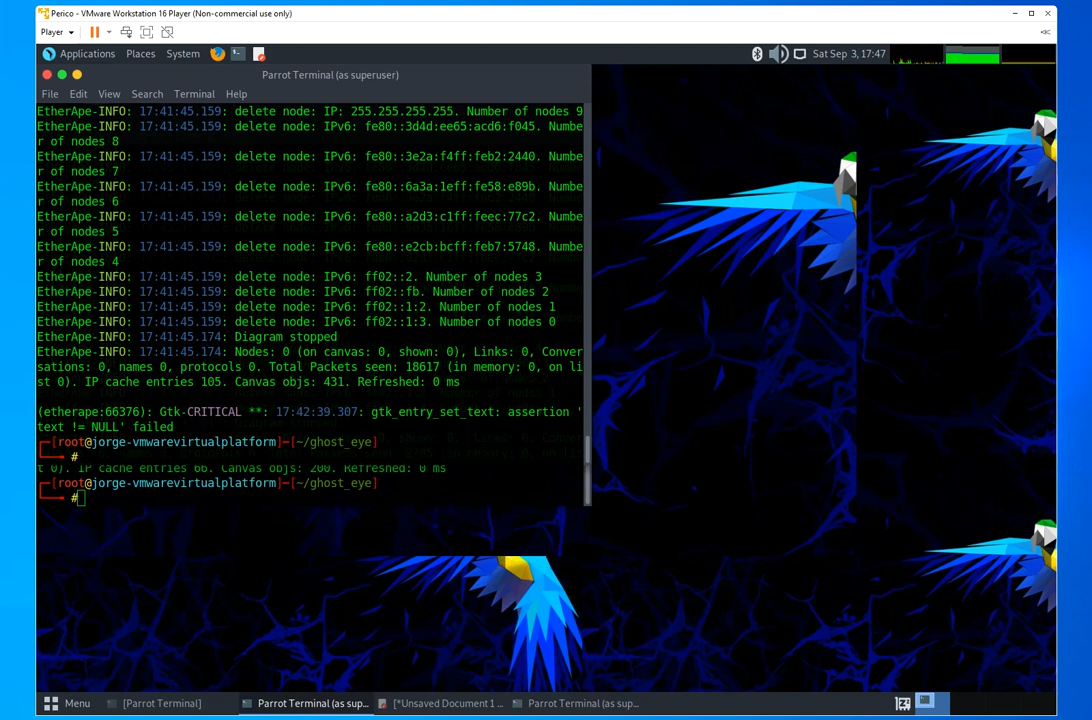 Perico - VMware Workstation 16 Player (Non-commercial use only)
Player
Applications Places System Sat Sep 3, 17:47
Parrot Terminal (as superuser)
File Edit View Search Terminal Help
EtherApe-INFO: 17:41:45.159: delete node: IP: 255.255.255.255. Number of nodes 9
EtherApe-INFO: 17:41:45.159: delete node: IPv6: fe80::3d4d:ee65:acd6:f045. Numbe
r of nodes 8
EtherApe-INFO: 17:41:45.159: delete node: IPv6: fe80::3e2a:f4ff:feb2:2440. Numbe
r of nodes 7
EtherApe-INFO: 17:41:45.159: delete node: IPv6: fe80::6a3a:1eff:fe58:e89b. Numbe
r of nodes 6
EtherApe-INFO: 17:41:45.159: delete node: IPv6: fe80::a2d3:c1ff:feec:77c2. Numbe
r of nodes 5
EtherApe-INFO: 17:41:45.159: delete node: IPv6: fe80::e2cb:bcff:feb7:5748. Numbe
r of nodes 4
EtherApe-INFO: 17:41:45.159: delete node: IPv6: ff02::2. Number of nodes 3
EtherApe-INFO: 17:41:45.159: delete node: IPv6: ff02::fb. Number of nodes 2
EtherApe-INFO: 17:41:45.159: delete node: IPv6: ff02::1:2. Number of nodes 1
EtherApe-INFO: 17:41:45.159: delete node: IPv6: ff02::1:3. Number of nodes 0
EtherApe-INFO: 17:41:45.174: Diagram stopped
EtherApe-INFO: 17:41:45.174: Nodes: 0 (on canvas: 0, shown: 0), Links: 0, Conver
sations: 0, names 0, protocols 0. Total Packets seen: 18617 (in memory: 0, on li
st 0). IP cache entries 105. Canvas objs: 431. Refreshed: 0 ms
(etherape:66376): Gtk-CRITICAL **: 17:42:39.307: gtk_entry_set_text: assertion '
text != NULL' failed
┌─[root@jorge-vmwarevirtualplatform]─[~/ghost_eye]
└──╼ #
t 0). IP cache entries 66. Canvas objs: 200. Refreshed: 0 ms
┌─[root@jorge-vmwarevirtualplatform]─[~/ghost_eye]
└──╼ #
Menu [Parrot Terminal] Parrot Terminal (as sup... [*Unsaved Document 1 ... Parrot Terminal (as sup...